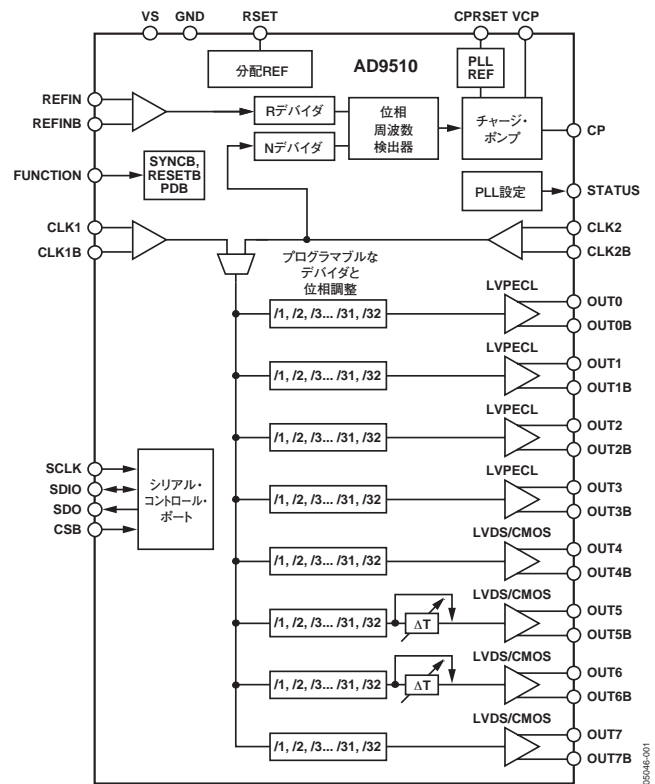 VS
GND
RSET
CPRSET
VCP
分配REF
AD9510
PLL
REF
REFIN
REFINB
Rデバイダ
Nデバイダ
位相
周波数
検出器
チャージ・
ポンプ
CP
FUNCTION
SYNCB,
RESETB
PDB
PLL設定
STATUS
CLK1
CLK1B
CLK2
CLK2B
プログラマブルな
デバイダと
位相調整
LVPECL
/1, /2, /3... /31, /32
OUT0
OUT0B
LVPECL
/1, /2, /3... /31, /32
OUT1
OUT1B
LVPECL
/1, /2, /3... /31, /32
OUT2
OUT2B
SCLK
SDIO
SDO
CSB
シリアル・
コントロール・
ポート
LVPECL
/1, /2, /3... /31, /32
OUT3
OUT3B
LVDS/CMOS
/1, /2, /3... /31, /32
OUT4
OUT4B
LVDS/CMOS
/1, /2, /3... /31, /32
ΔT
OUT5
OUT5B
LVDS/CMOS
/1, /2, /3... /31, /32
ΔT
OUT6
OUT6B
LVDS/CMOS
/1, /2, /3... /31, /32
OUT7
OUT7B
05046-001